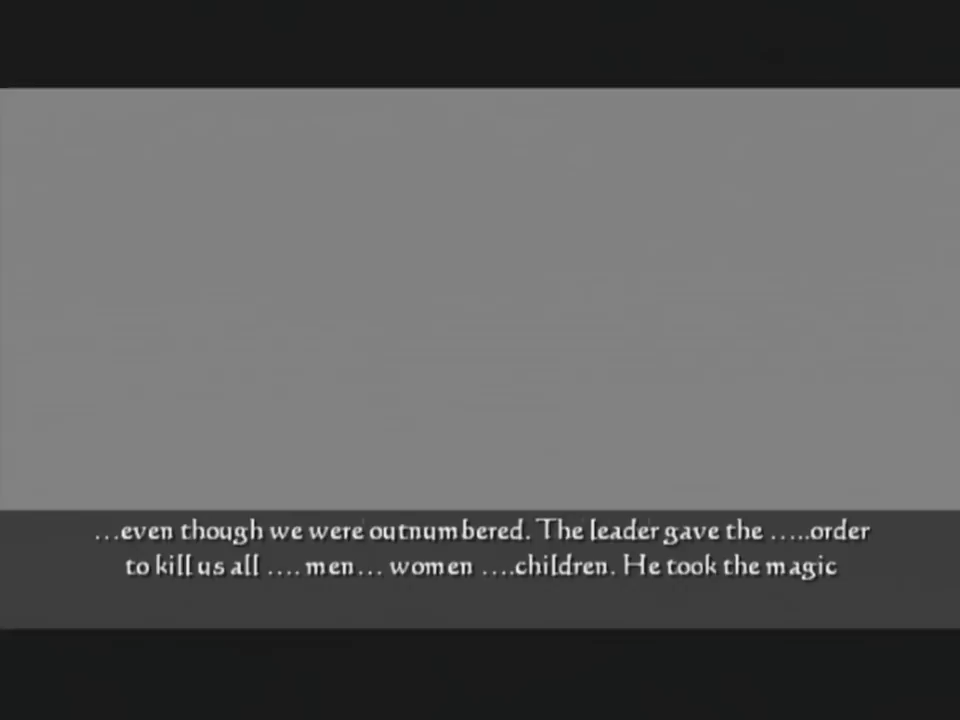 ...even though we were outnumbered. The leader gave the .....order
to kill us all .... men... women ....children. He took the magic